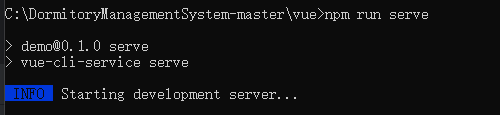 C:\DormitoryManagementSystem-master\vue>npm run serve
> demo@0.1.0 serve
> vue-cli-service serve
INFO Starting development server...